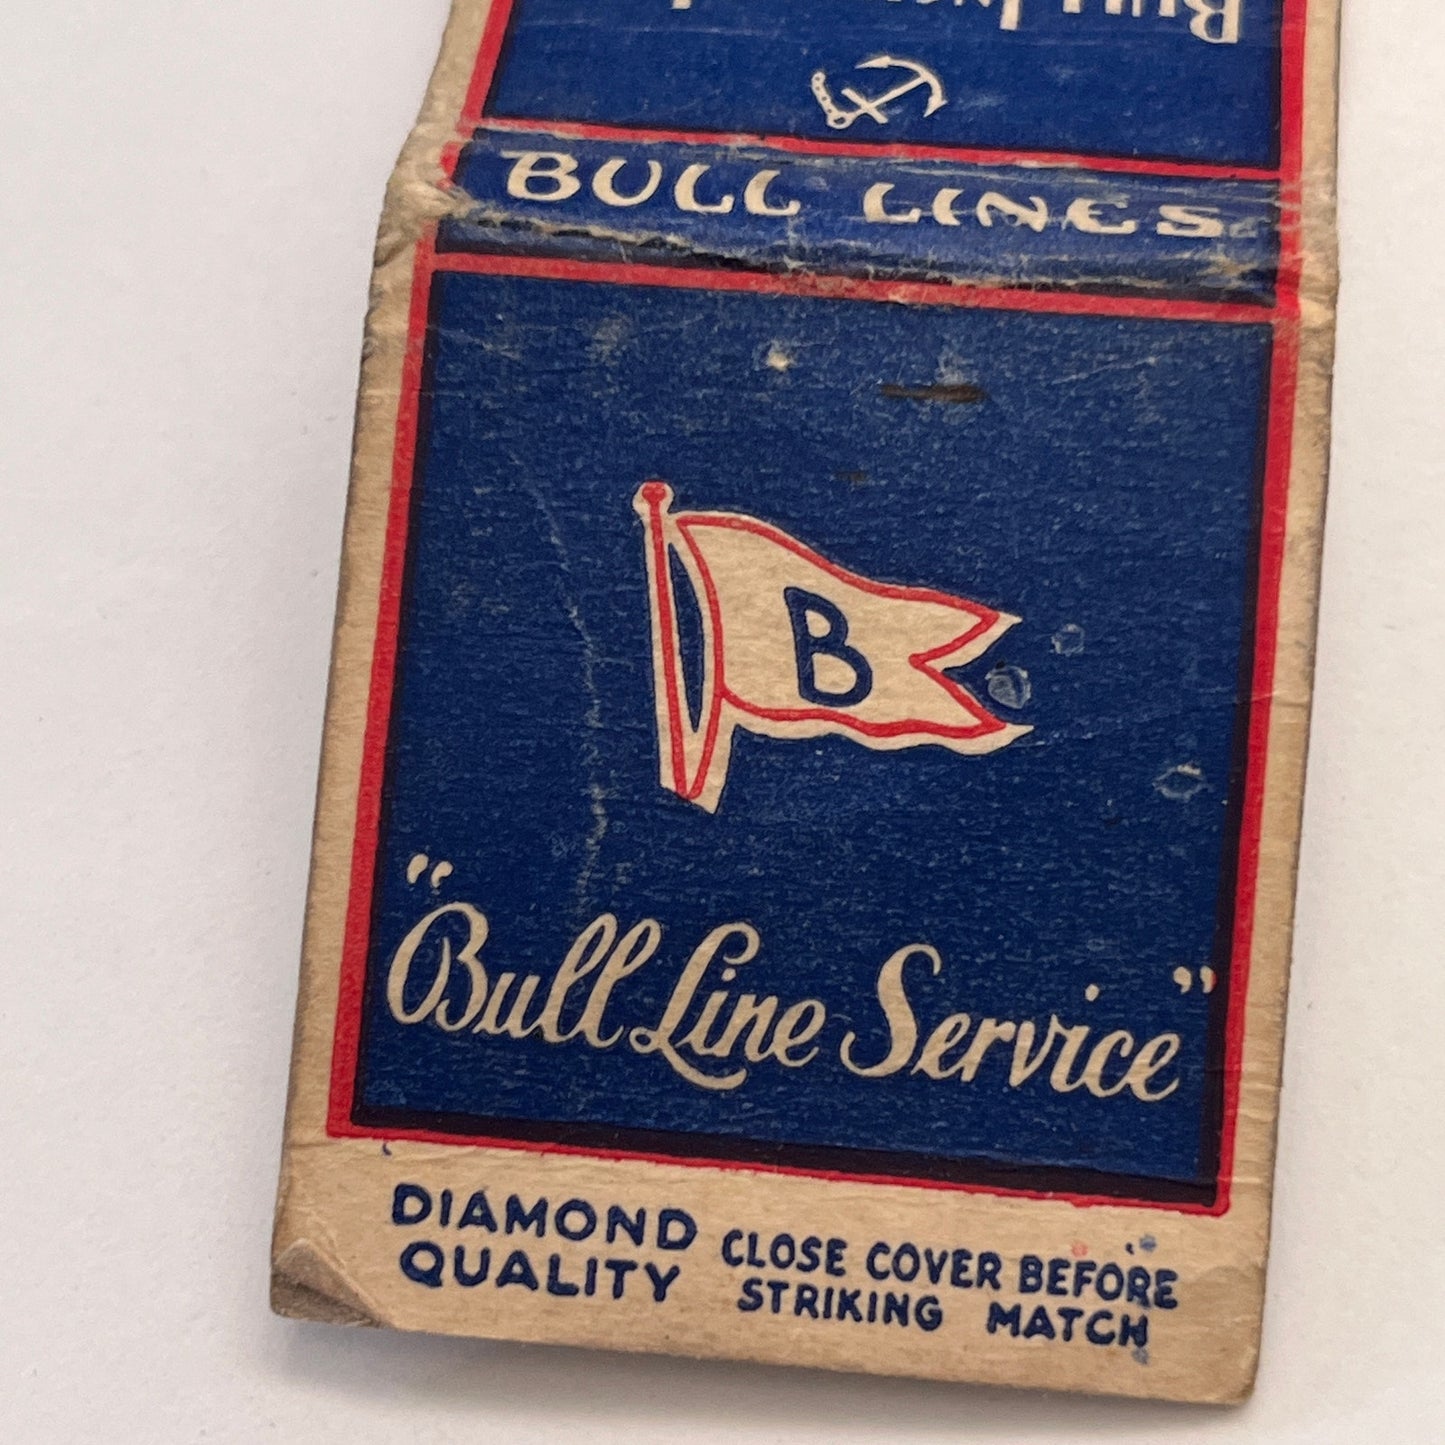 BULL LINES
B
"Bull Line Service"
DIAMOND
QUALITY
CLOSE COVER BEFORE
STRIKING MATCH